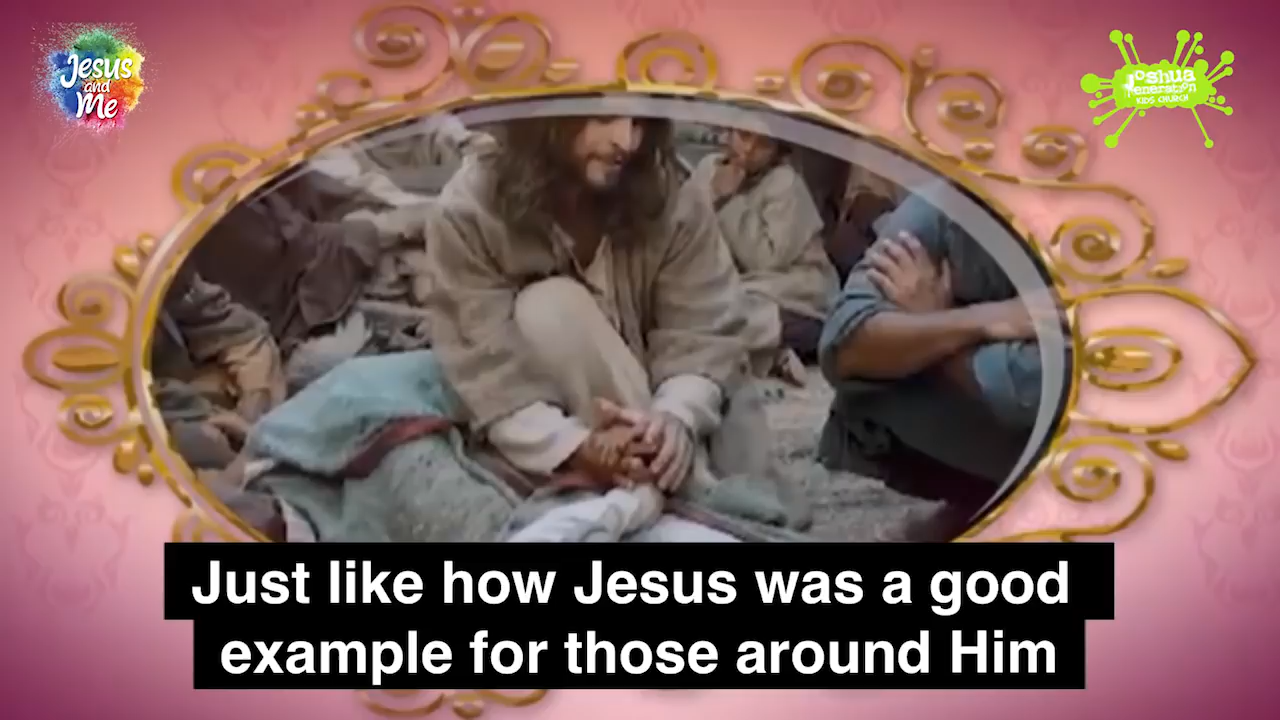 Jesus
and
Me
Joshua
Generation
KIDS CHURCH
Just like how Jesus was a good
example for those around Him